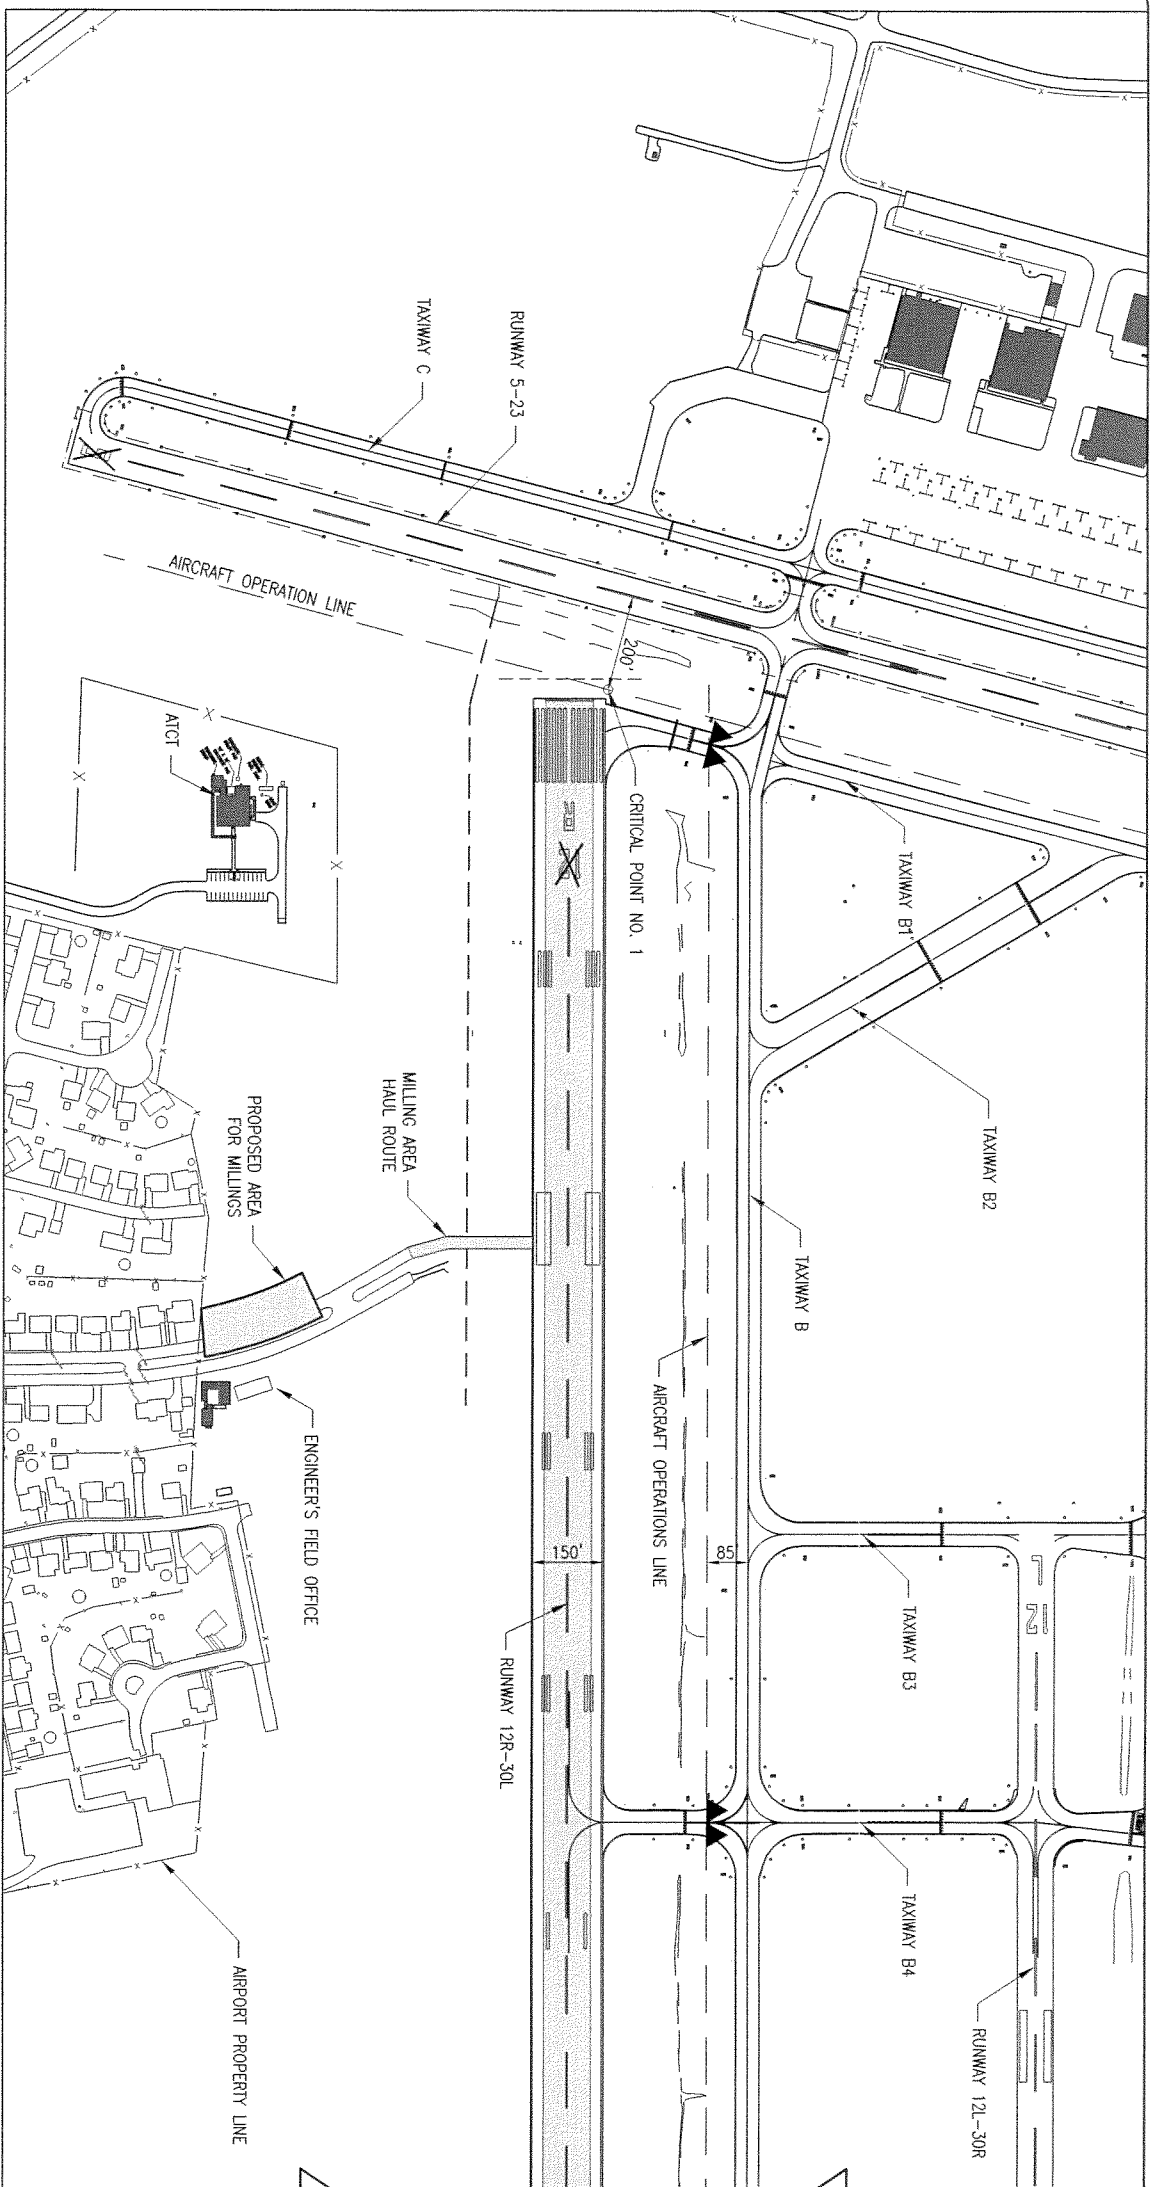 TAXIWAY C
RUNWAY 5-23
AIRCRAFT OPERATION LINE
200'
CRITICAL POINT NO. 1
ATCT
TAXIWAY B1
TAXIWAY B2
TAXIWAY B
MILLING AREA
HAUL ROUTE
PROPOSED AREA
FOR MILLINGS
AIRCRAFT OPERATIONS LINE
ENGINEER'S FIELD OFFICE
150'
85
TAXIWAY B3
12L
RUNWAY 12R-30L
TAXIWAY B4
RUNWAY 12L-30R
AIRPORT PROPERTY LINE